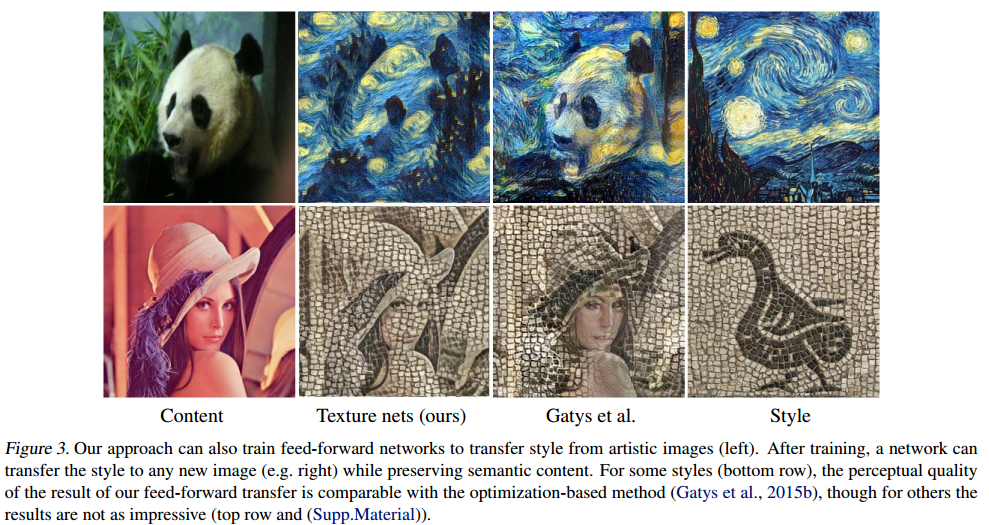 Content Texture nets (ours) Gatys et al. Style
Figure 3. Our approach can also train feed-forward networks to transfer style from artistic images (left). After training, a network can
transfer the style to any new image (e.g. right) while preserving semantic content. For some styles (bottom row), the perceptual quality
of the result of our feed-forward transfer is comparable with the optimization-based method (Gatys et al., 2015b), though for others the
results are not as impressive (top row and (Supp.Material)).